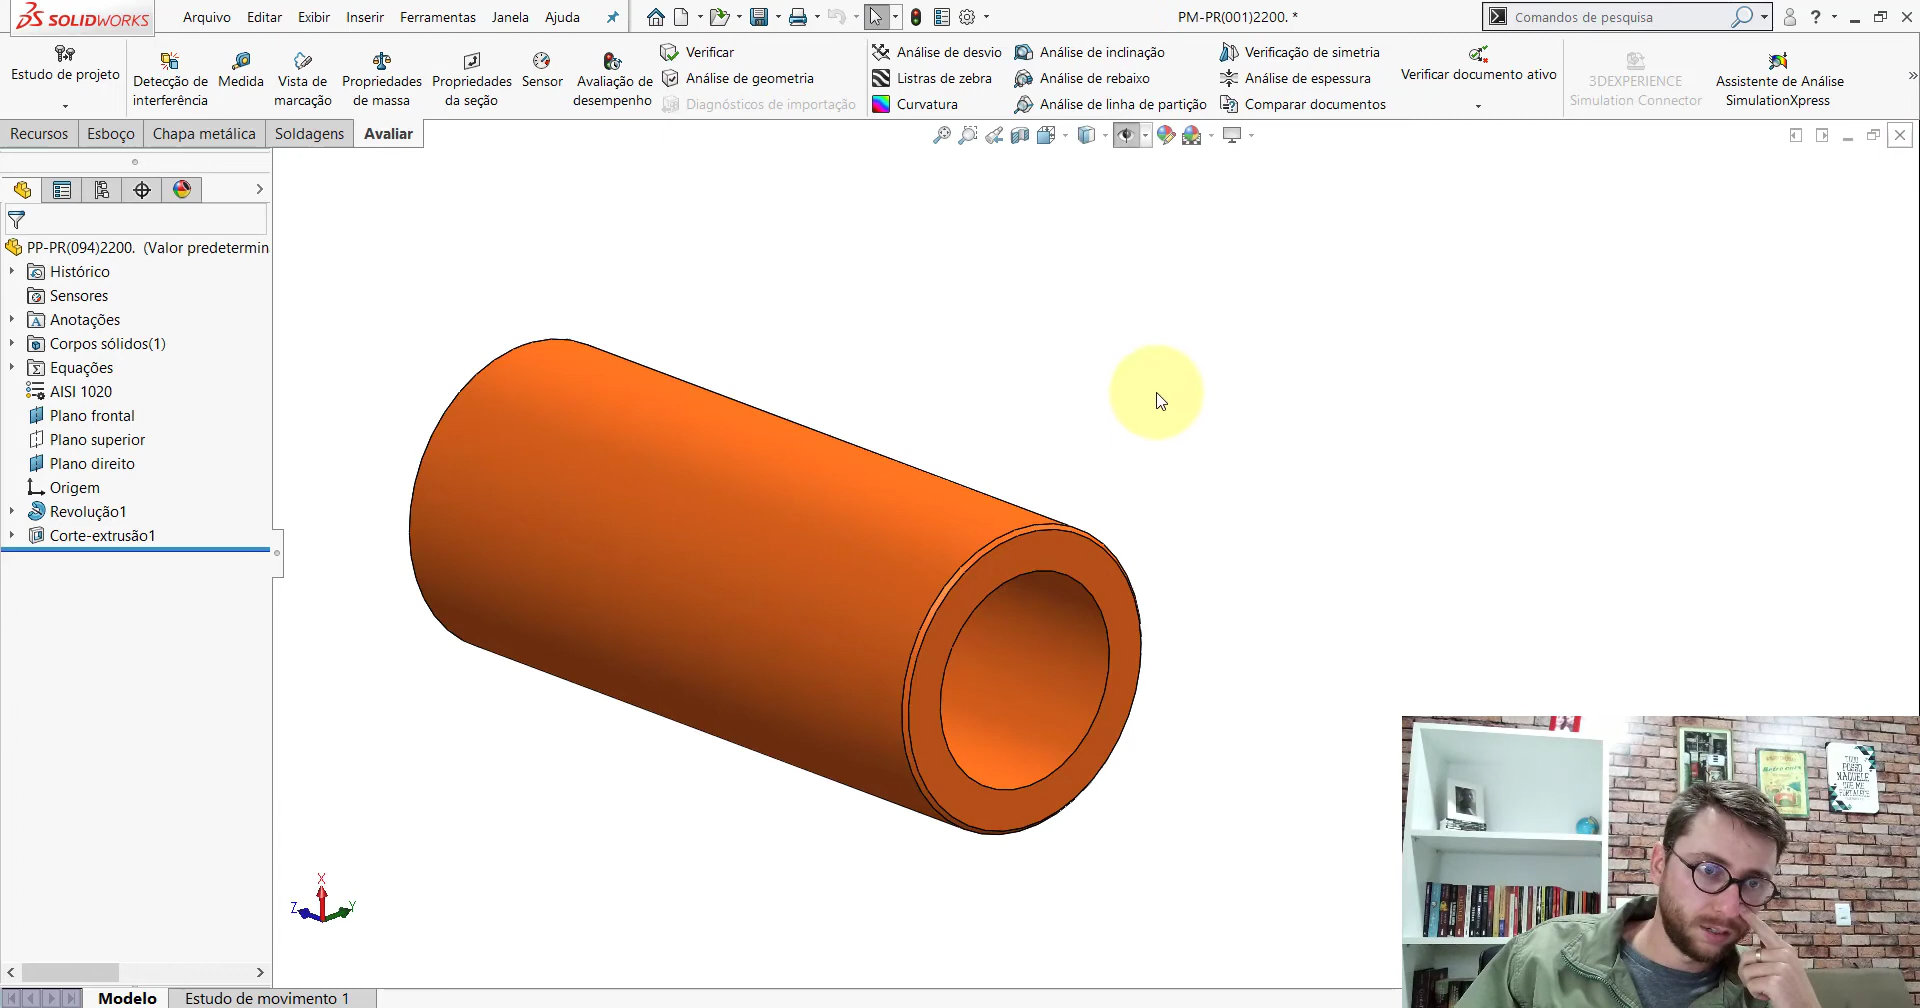 SOLIDWORKS
Arquivo Editar Exibir Inserir Ferramentas Janela Ajuda
PM-PR(001)2200. *
Comandos de pesquisa
?
Estudo de projeto
Detecção de interferência
Medida
Vista de marcação
Propriedades de massa
Propriedades da seção
Sensor
Avaliação de desempenho
Verificar
Análise de geometria
Diagnósticos de importação
Análise de desvio
Listras de zebra
Curvatura
Análise de inclinação
Análise de rebaixo
Análise de linha de partição
Verificação de simetria
Análise de espessura
Comparar documentos
Verificar documento ativo
3DEXPERIENCE
Simulation Connector
Assistente de Análise
SimulationXpress
Recursos Esboço Chapa metálica Soldagens Avaliar
PP-PR(094)2200. (Valor predetermin
Histórico
Sensores
Anotações
Corpos sólidos(1)
Equações
AISI 1020
Plano frontal
Plano superior
Plano direito
Origem
Revolução1
Corte-extrusão1
X
Z
Y
POSSO
NAQUELE
QUE ME
FORTALECE
Modelo Estudo de movimento 1